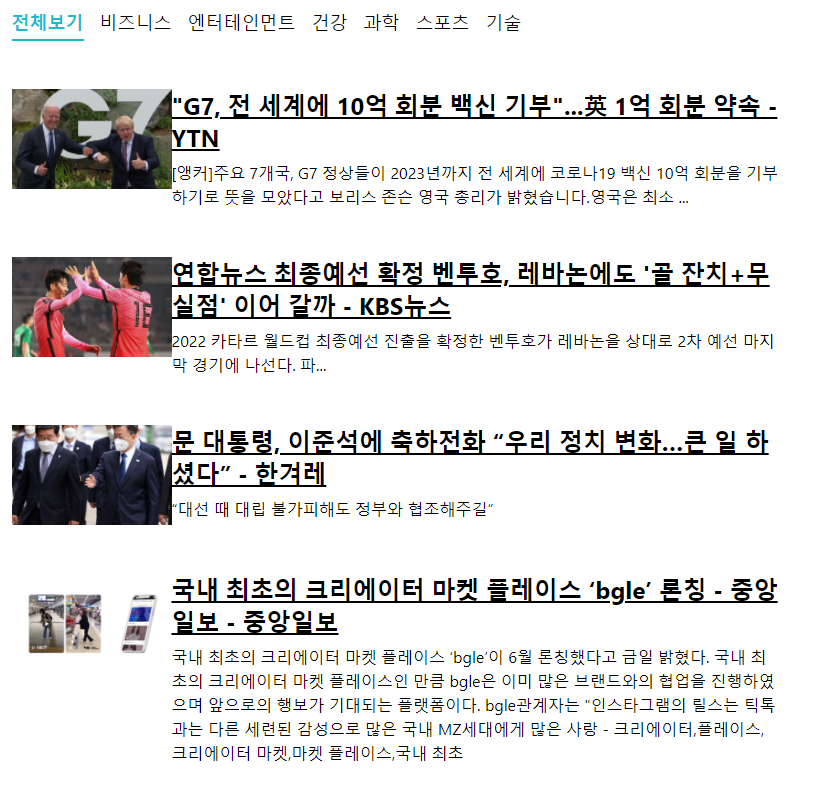 전체보기 비즈니스 엔터테인먼트 건강 과학 스포츠 기술
G7
"G7, 전 세계에 10억 회분 백신 기부"...英 1억 회분 약속 -
YTN
[앵커]주요 7개국, G7 정상들이 2023년까지 전 세계에 코로나19 백신 10억 회분을 기부
하기로 뜻을 모았다고 보리스 존슨 영국 총리가 밝혔습니다.영국은 최소 ...
연합뉴스 최종예선 확정 벤투호, 레바논에도 '골 잔치+무
실점' 이어 갈까 - KBS뉴스
2022 카타르 월드컵 최종예선 진출을 확정한 벤투호가 레바논을 상대로 2차 예선 마지
막 경기에 나선다. 파...
문 대통령, 이준석에 축하전화 “우리 정치 변화…큰 일 하
셨다” - 한겨레
“대선 때 대립 불가피해도 정부와 협조해주길”
국내 최초의 크리에이터 마켓 플레이스 ‘bgle’ 론칭 - 중앙
일보 - 중앙일보
국내 최초의 크리에이터 마켓 플레이스 ‘bgle’이 6월 론칭했다고 금일 밝혔다. 국내 최
초의 크리에이터 마켓 플레이스인 만큼 bgle은 이미 많은 브랜드와의 협업을 진행하였
으며 앞으로의 행보가 기대되는 플랫폼이다. bgle관계자는 "인스타그램의 릴스는 틱톡
과는 다른 세련된 감성으로 많은 국내 MZ세대에게 많은 사랑 - 크리에이터,플레이스,
크리에이터 마켓,마켓 플레이스,국내 최초